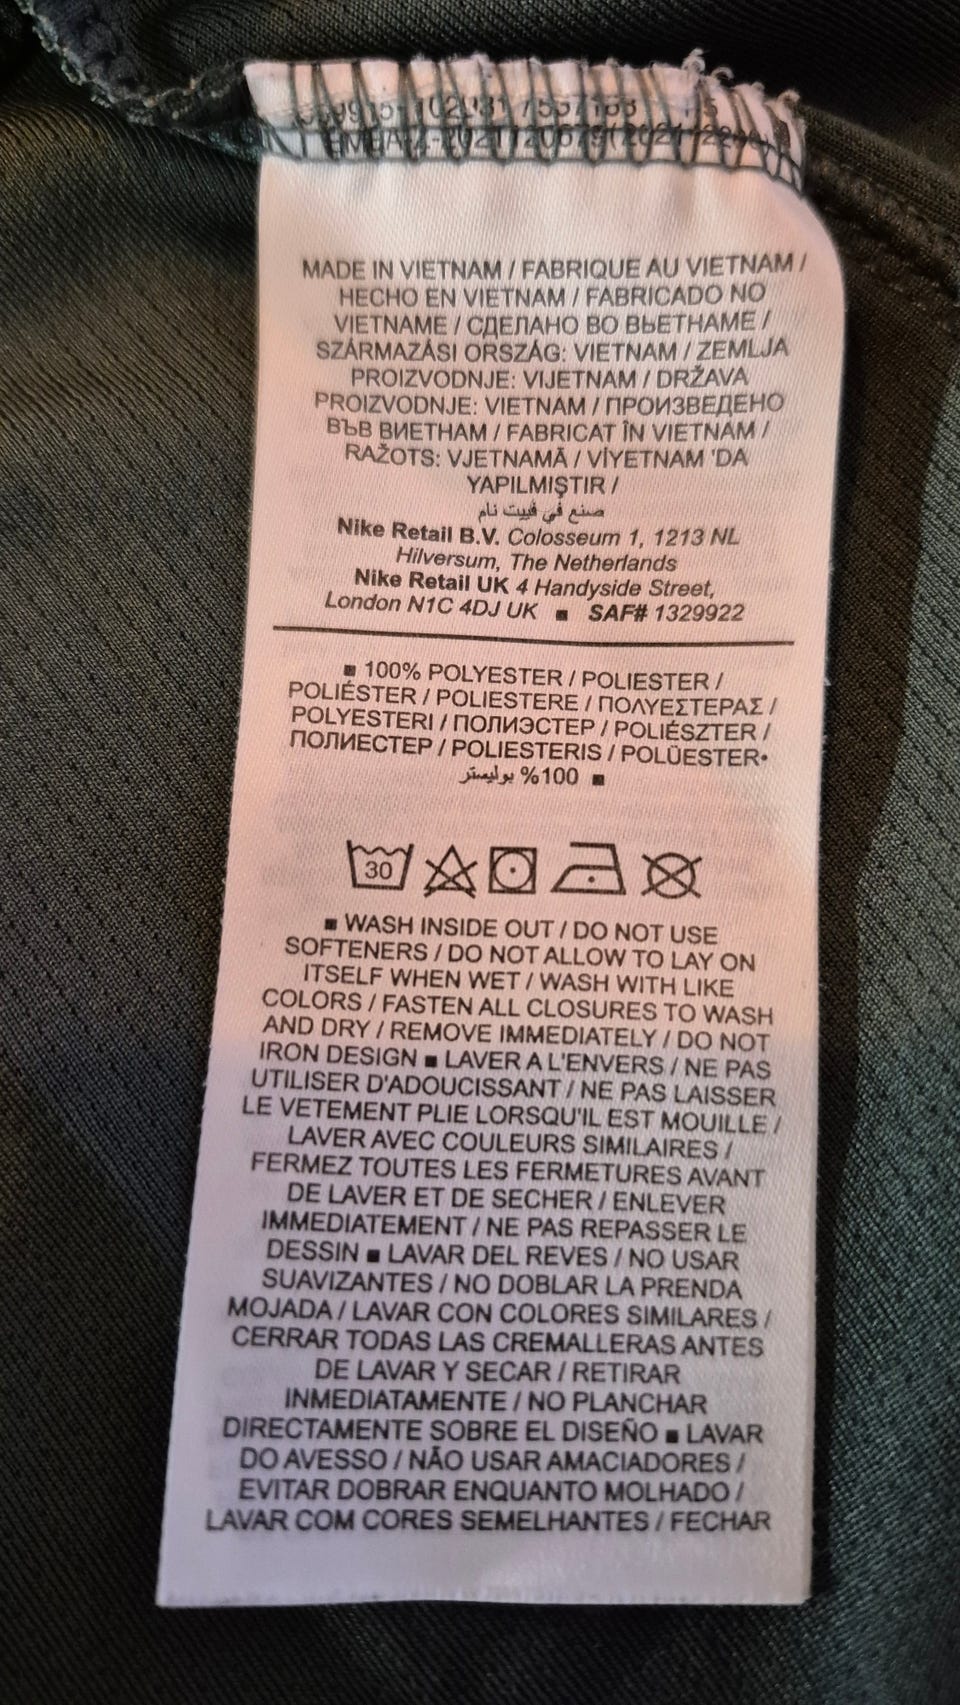 MADE IN VIETNAM / FABRIQUE AU VIETNAM /
HECHO EN VIETNAM / FABRICADO NO
VIETNAME / СДЕЛАНО ВО ВЬЕТНАМЕ /
SZÁRMAZÁSI ORSZÁG: VIETNAM / ZEMLJA
PROIZVODNJE: VIJETNAM / DRŽAVA
PROIZVODNJE: VIETNAM / ПРОИЗВЕДЕНО
ВЪВ ВИЕТНАМ / FABRICAT ÎN VIETNAM /
RAŽOTS: VJETNAMĀ / VİYETNAM 'DA
YAPILMIŞTIR /
صنع في فييت نام
Nike Retail B.V. Colosseum 1, 1213 NL
Hilversum, The Netherlands
Nike Retail UK 4 Handyside Street,
London N1C 4DJ UK ■ SAF# 1329922
■ 100% POLYESTER / POLIESTER /
POLIÉSTER / POLIESTERE / ΠΟΛΥΕΣΤΕΡΑΣ /
POLYESTERI / ПОЛИЭСТЕР / POLIÉSZTER /
ПОЛИЕСТЕР / POLIESTERIS / POLÜESTER•
■ 100% بوليستر
30
■ WASH INSIDE OUT / DO NOT USE
SOFTENERS / DO NOT ALLOW TO LAY ON
ITSELF WHEN WET / WASH WITH LIKE
COLORS / FASTEN ALL CLOSURES TO WASH
AND DRY / REMOVE IMMEDIATELY / DO NOT
IRON DESIGN ■ LAVER A L'ENVERS / NE PAS
UTILISER D'ADOUCISSANT / NE PAS LAISSER
LE VETEMENT PLIE LORSQU'IL EST MOUILLE /
LAVER AVEC COULEURS SIMILAIRES /
FERMEZ TOUTES LES FERMETURES AVANT
DE LAVER ET DE SECHER / ENLEVER
IMMEDIATEMENT / NE PAS REPASSER LE
DESSIN ■ LAVAR DEL REVES / NO USAR
SUAVIZANTES / NO DOBLAR LA PRENDA
MOJADA / LAVAR CON COLORES SIMILARES /
CERRAR TODAS LAS CREMALLERAS ANTES
DE LAVAR Y SECAR / RETIRAR
INMEDIATAMENTE / NO PLANCHAR
DIRECTAMENTE SOBRE EL DISEÑO ■ LAVAR
DO AVESSO / NÃO USAR AMACIADORES /
EVITAR DOBRAR ENQUANTO MOLHADO /
LAVAR COM CORES SEMELHANTES / FECHAR